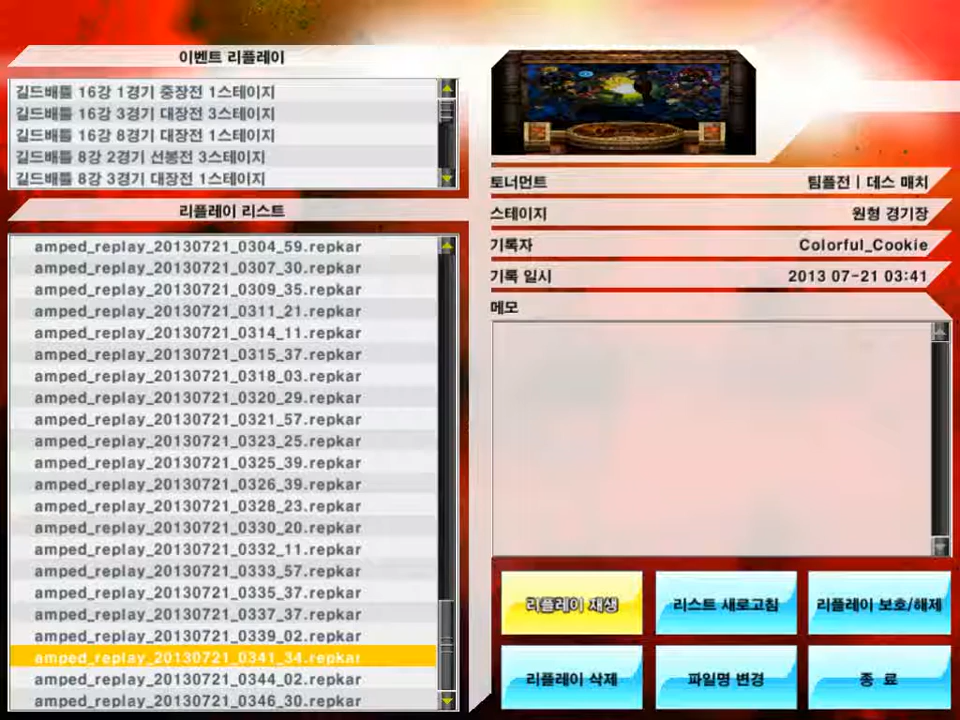 이벤트 리플레이
길드배틀 16강 1경기 중장전 1스테이지
길드배틀 16강 3경기 대장전 3스테이지
길드배틀 16강 8경기 대장전 1스테이지
길드배틀 8강 2경기 선봉전 3스테이지
길드배틀 8강 3경기 대장전 1스테이지
리플레이 리스트
amped_replay_20130721_0304_59.repkar
amped_replay_20130721_0307_30.repkar
amped_replay_20130721_0309_35.repkar
amped_replay_20130721_0311_21.repkar
amped_replay_20130721_0314_11.repkar
amped_replay_20130721_0315_37.repkar
amped_replay_20130721_0318_03.repkar
amped_replay_20130721_0320_29.repkar
amped_replay_20130721_0321_57.repkar
amped_replay_20130721_0323_25.repkar
amped_replay_20130721_0325_39.repkar
amped_replay_20130721_0326_39.repkar
amped_replay_20130721_0328_23.repkar
amped_replay_20130721_0330_20.repkar
amped_replay_20130721_0332_11.repkar
amped_replay_20130721_0333_57.repkar
amped_replay_20130721_0335_37.repkar
amped_replay_20130721_0337_37.repkar
amped_replay_20130721_0339_02.repkar
amped_replay_20130721_0341_34.repkar
amped_replay_20130721_0344_02.repkar
amped_replay_20130721_0346_30.repkar
토너먼트 팀플전 | 데스 매치
스테이지 원형 경기장
기록자 Colorful_Cookie
기록 일시 2013 07-21 03:41
메모
리플레이 재생 리스트 새로고침 리플레이 보호/해제
리플레이 삭제 파일명 변경 종 료